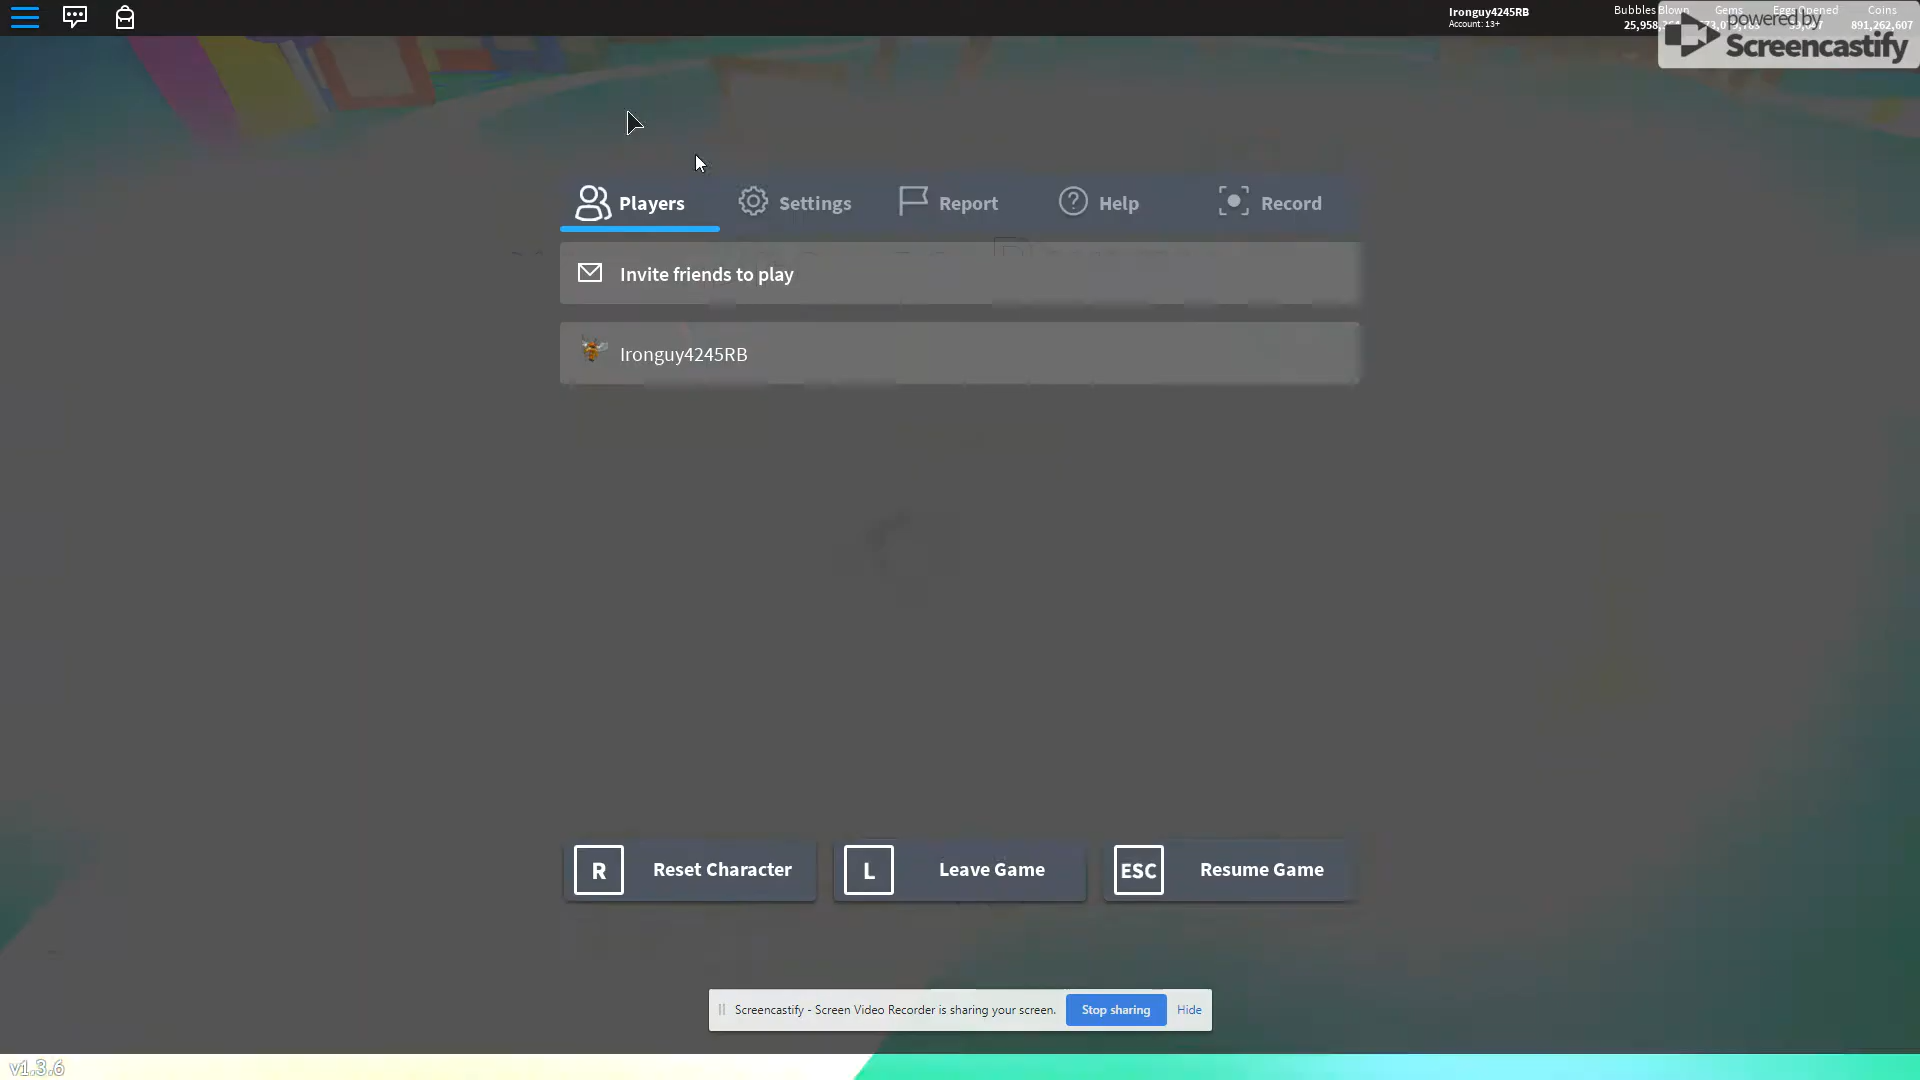 Ironguy4245RB
Account: 13+
Bubbles Blown
Gems
Eggs Opened
Coins
25,958,
891,262,607
powered by
Screencastify
Players
Settings
Report
Help
Record
Invite friends to play
Ironguy4245RB
R Reset Character
L Leave Game
ESC Resume Game
Screencastify - Screen Video Recorder is sharing your screen.
Stop sharing
Hide
v1.3.6